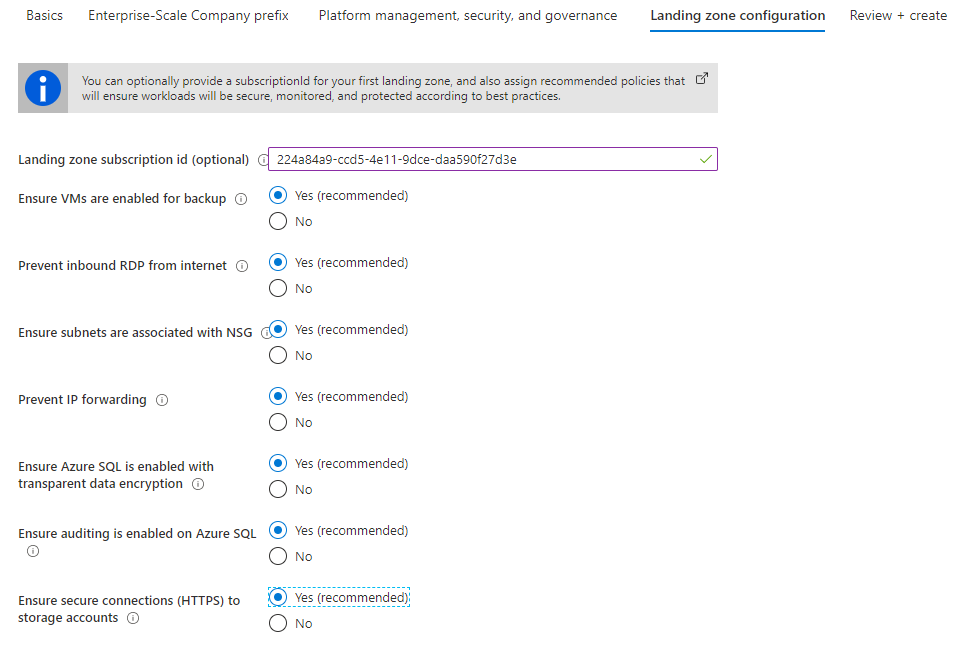 Basics Enterprise-Scale Company prefix Platform management, security, and governance Landing zone configuration Review + create
You can optionally provide a subscriptionId for your first landing zone, and also assign recommended policies that
will ensure workloads will be secure, monitored, and protected according to best practices.
Landing zone subscription id (optional) 224a84a9-ccd5-4e11-9dce-daa590f27d3e
Ensure VMs are enabled for backup Yes (recommended)
No
Prevent inbound RDP from internet Yes (recommended)
No
Ensure subnets are associated with NSG Yes (recommended)
No
Prevent IP forwarding Yes (recommended)
No
Ensure Azure SQL is enabled with Yes (recommended)
transparent data encryption No
Ensure auditing is enabled on Azure SQL Yes (recommended)
No
Ensure secure connections (HTTPS) to Yes (recommended)
storage accounts No